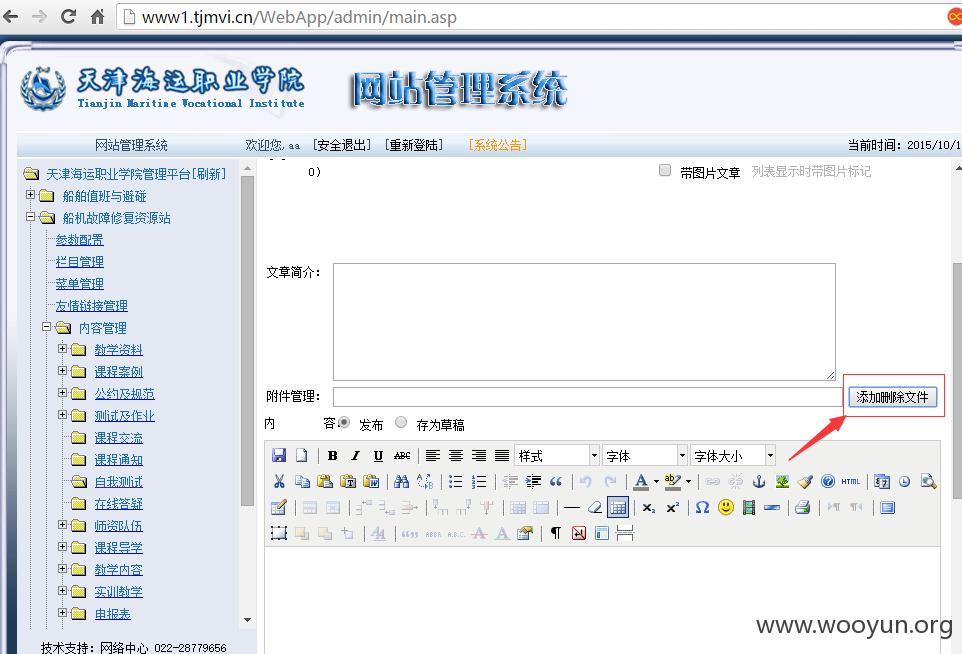 www1.tjmvi.cn/WebApp/admin/main.asp
天津海运职业学院
Tianjin Maritime Vocational Institute
网站管理系统
网站管理系统 欢迎您, aa [安全退出] [重新登陆] [系统公告] 当前时间：2015/10/1
天津海运职业学院管理平台[刷新]
船舶值班与避碰
船机故障修复资源站
参数配置
栏目管理
菜单管理
友情链接管理
内容管理
教学资料
课程案例
公约及规范
测试及作业
课程交流
课程通知
自我测试
在线答疑
师资队伍
课程导学
教学内容
实训教学
申报表
技术支持：网络中心 022-28779656
0) 带图片文章 列表显示时带图片标记
文章简介：
附件管理： 添加删除文件
内 容： 发布 存为草稿
B I U ABC 样式 字体 字体大小
A ab HTML
www.wooyun.org